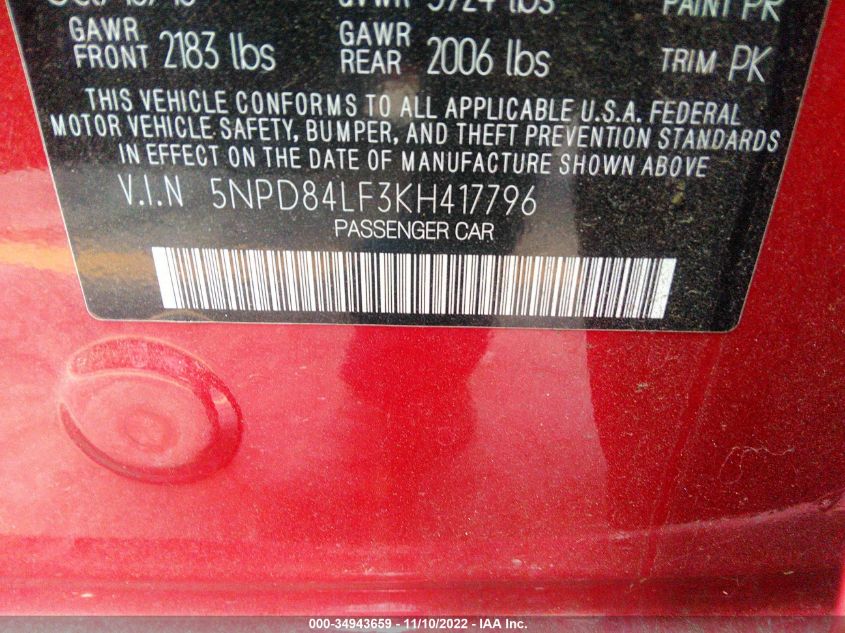 GAWR FRONT 2183 lbs GAWR REAR 2006 lbs TRIM PK
THIS VEHICLE CONFORMS TO ALL APPLICABLE U.S.A. FEDERAL
MOTOR VEHICLE SAFETY, BUMPER, AND THEFT PREVENTION STANDARDS
IN EFFECT ON THE DATE OF MANUFACTURE SHOWN ABOVE
V.I.N 5NPD84LF3KH417796
PASSENGER CAR
000-34943659 - 11/10/2022 - IAA Inc.